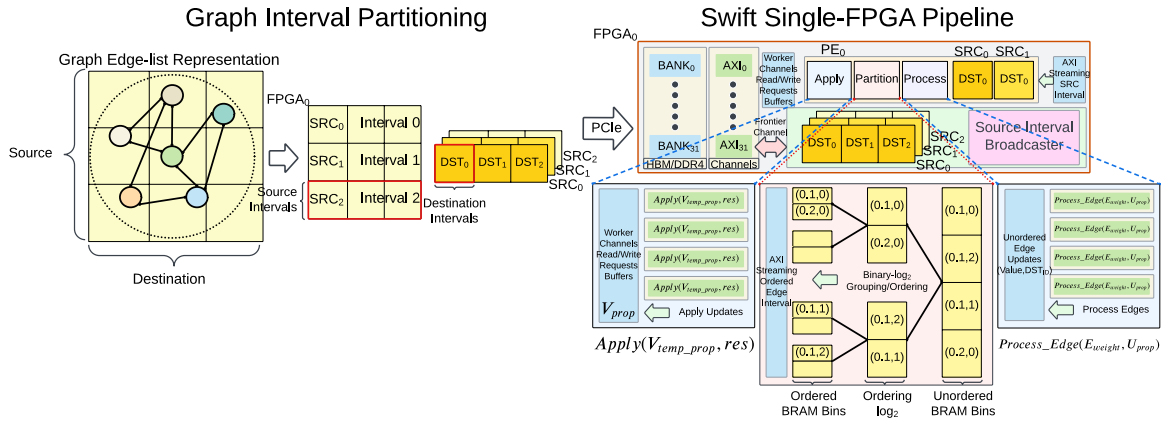 Graph Interval Partitioning
Graph Edge-list Representation
Source
Destination
FPGA0
SRC0
Interval 0
SRC1
Interval 1
SRC2
Interval 2
Source
Intervals
DST0
DST1
DST2
SRC2
SRC1
SRC0
Destination
Intervals
Swift Single-FPGA Pipeline
PCIe
FPGA0
BANK0
BANK31
HBM/DDR4
AXI0
AXI31
Channels
Worker
Channels
Read/Write
Requests
Buffers
Frontier
Channel
PE0
Apply
Partition
Process
SRC0
SRC1
DST0
DST0
AXI
Streaming
SRC
Interval
DST0
DST1
DST2
SRC2
SRC1
SRC0
Source Interval
Broadcaster
Worker
Channels
Read/Write
Requests
Buffers
Vprop
Apply(Vtemp_prop, res)
Apply(Vtemp_prop, res)
Apply(Vtemp_prop, res)
Apply(Vtemp_prop, res)
Apply Updates
Apply(Vtemp_prop, res)
AXI
Streaming
Ordered
Edge
Interval
(0.1,0)
(0.2,0)
(0.1,1)
(0.1,2)
Ordered
BRAM Bins
(0.1,0)
(0.2,0)
Binary-log2
Grouping/Ordering
(0.1,2)
(0.1,1)
Ordering
log2
(0.1,0)
(0.1,2)
(0.1,1)
(0.2,0)
Unordered
BRAM Bins
Unordered
Edge
Updates
(Value,DSTID)
Process_Edge(Eweight, Uprop)
Process_Edge(Eweight, Uprop)
Process_Edge(Eweight, Uprop)
Process_Edge(Eweight, Uprop)
Process Edges
Process_Edge(Eweight, Uprop)